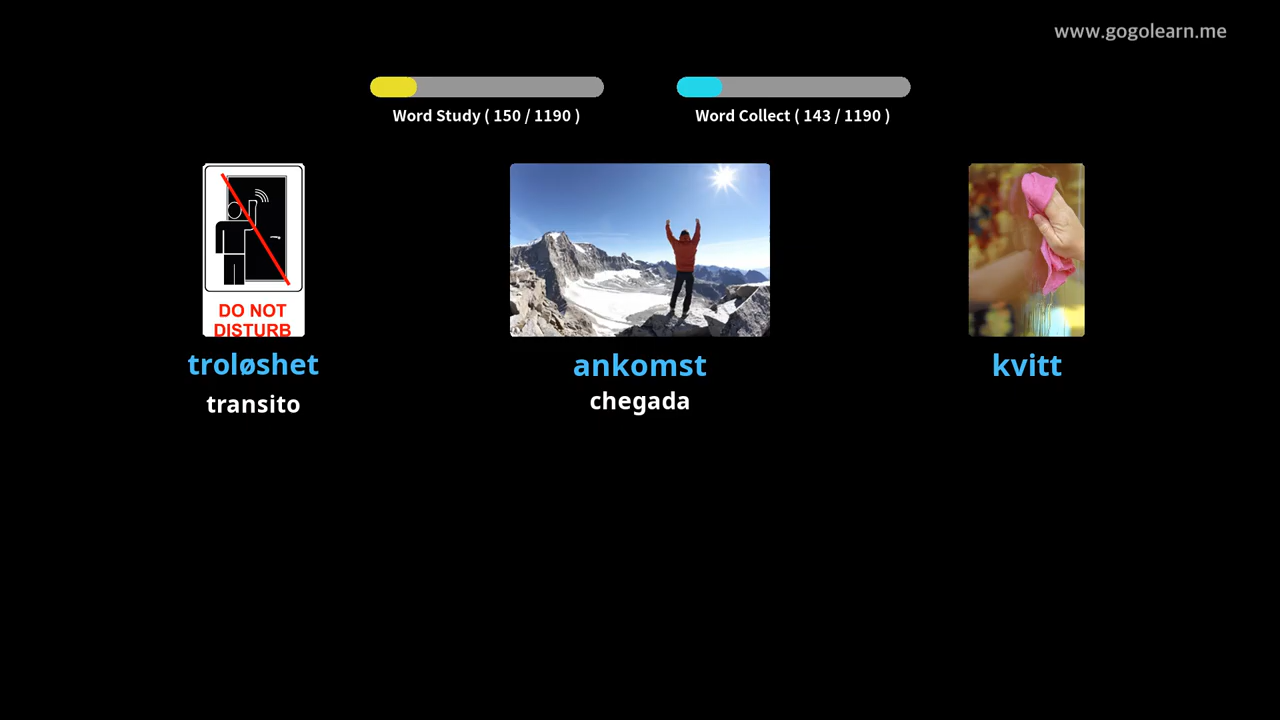 www.gogolearn.me
Word Study ( 150 / 1190 )
Word Collect ( 143 / 1190 )
DO NOT
DISTURB
troløshet
ankomst
kvitt
transito
chegada